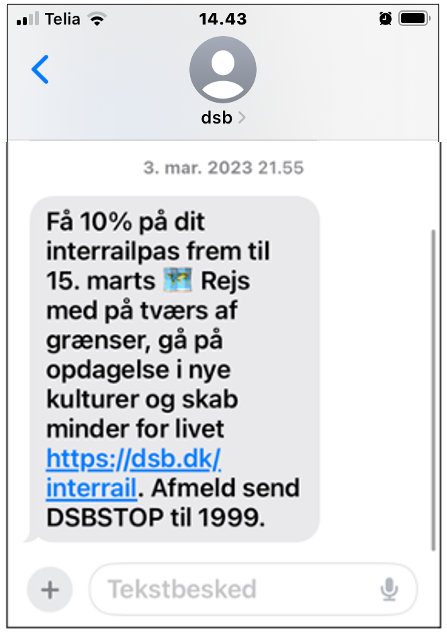 Telia
14.43
dsb
3. mar. 2023 21.55
Få 10% på dit
interrailpas frem til
15. marts 🗺️ Rejs
med på tværs af
grænser, gå på
opdagelse i nye
kulturer og skab
minder for livet
https://dsb.dk/
interrail. Afmeld send
DSBSTOP til 1999.
Tekstbesked